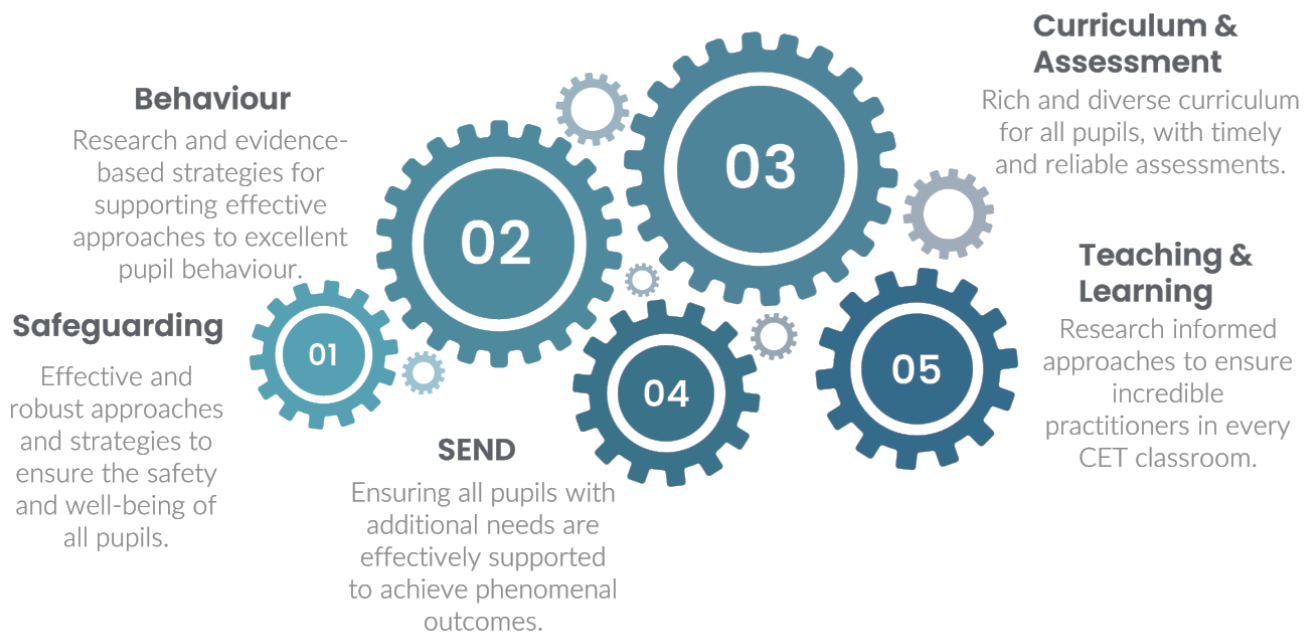 Safeguarding
Effective and
robust approaches
and strategies to
ensure the safety
and well-being of
all pupils.
01
Behaviour
Research and evidence-
based strategies for
supporting effective
approaches to excellent
pupil behaviour.
02
Curriculum &
Assessment
Rich and diverse curriculum
for all pupils, with timely
and reliable assessments.
03
SEND
Ensuring all pupils with
additional needs are
effectively supported
to achieve phenomenal
outcomes.
04
Teaching &
Learning
Research informed
approaches to ensure
incredible
practitioners in every
CET classroom.
05